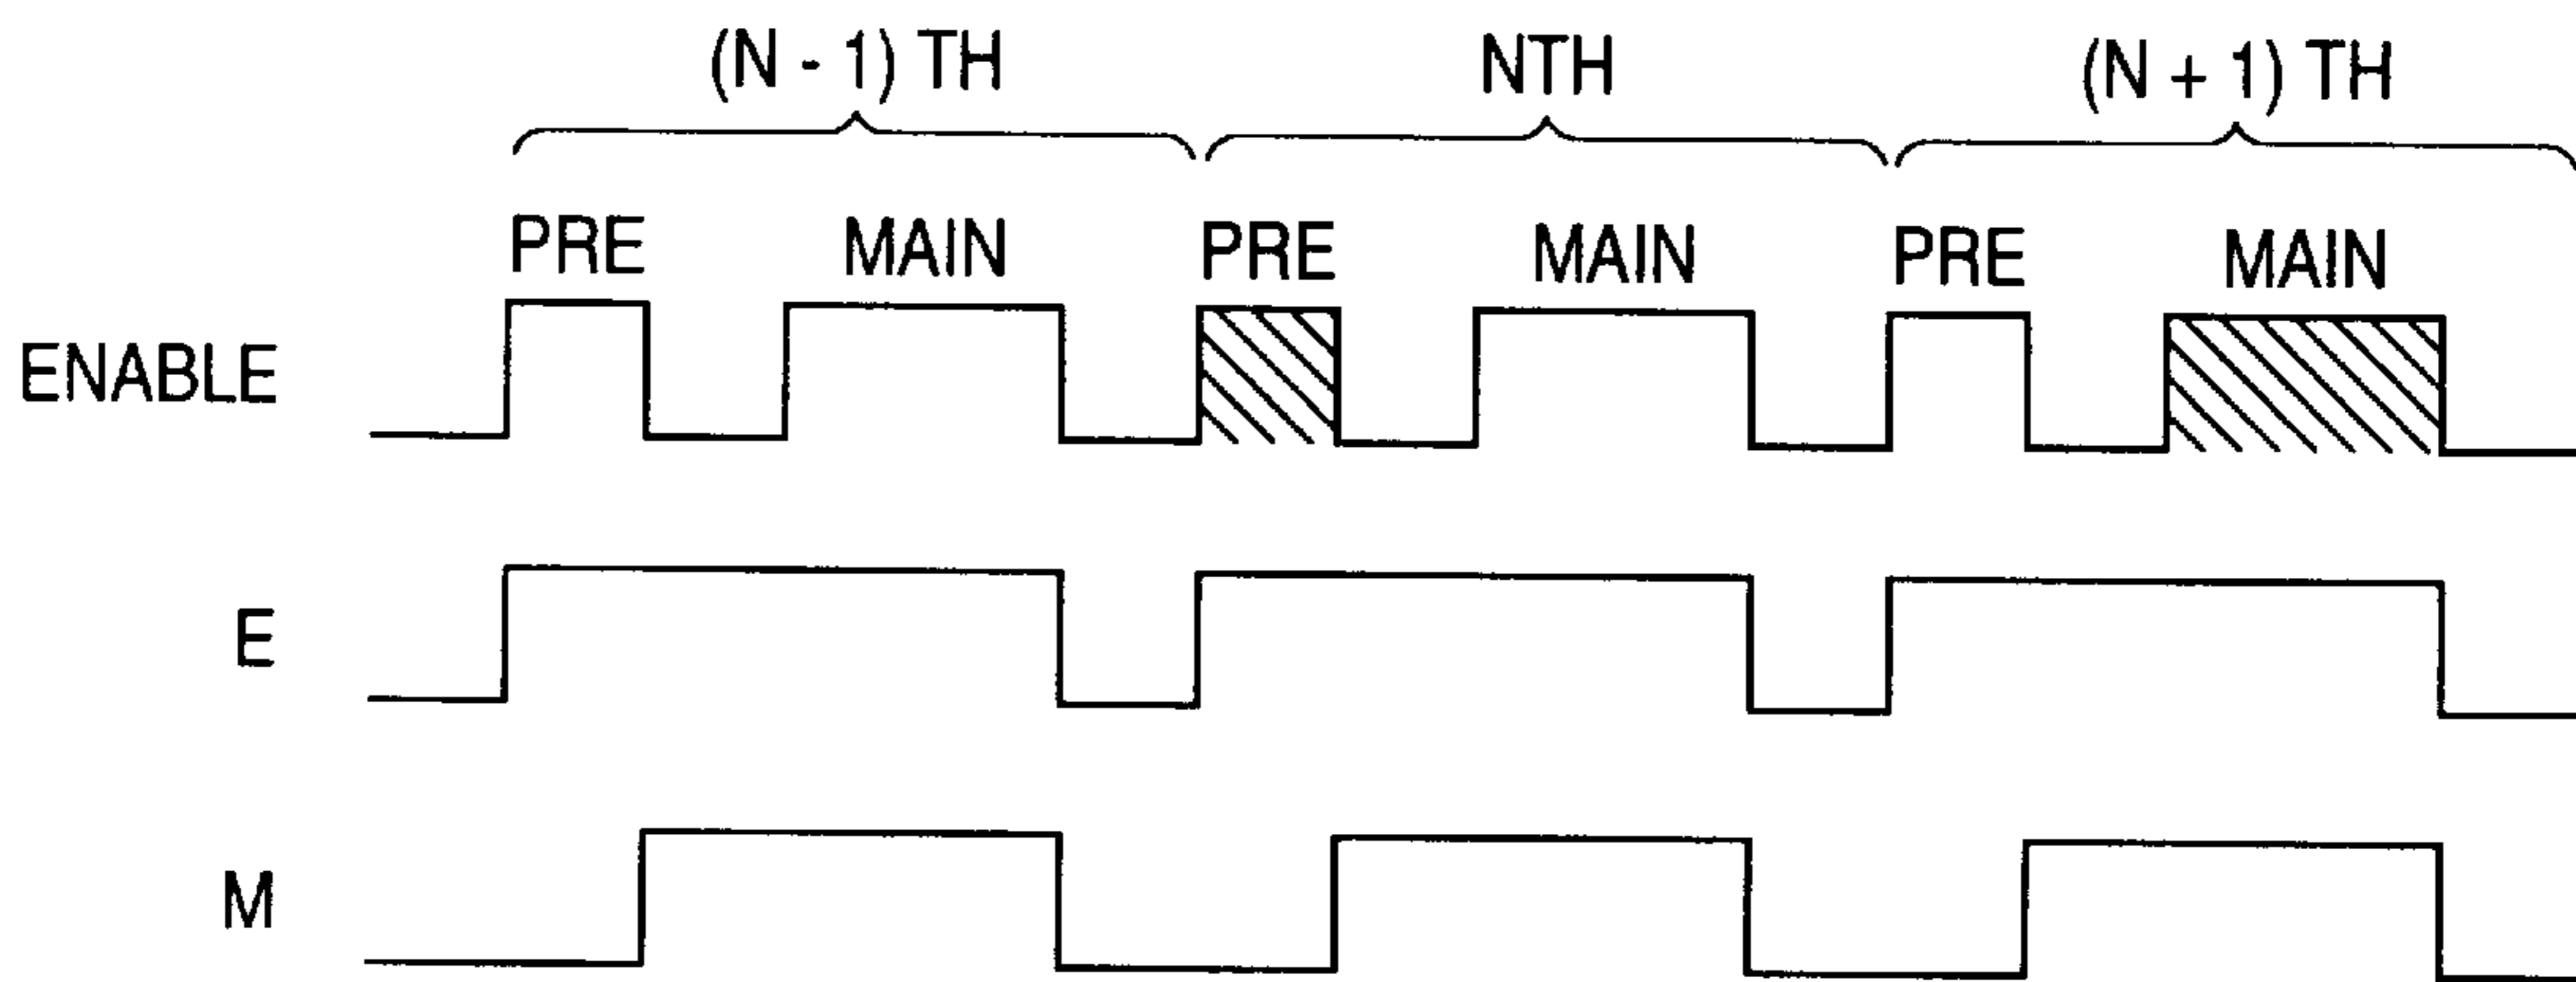 (N - 1) TH NTH (N + 1) TH
PRE MAIN PRE MAIN PRE MAIN
ENABLE
E
M